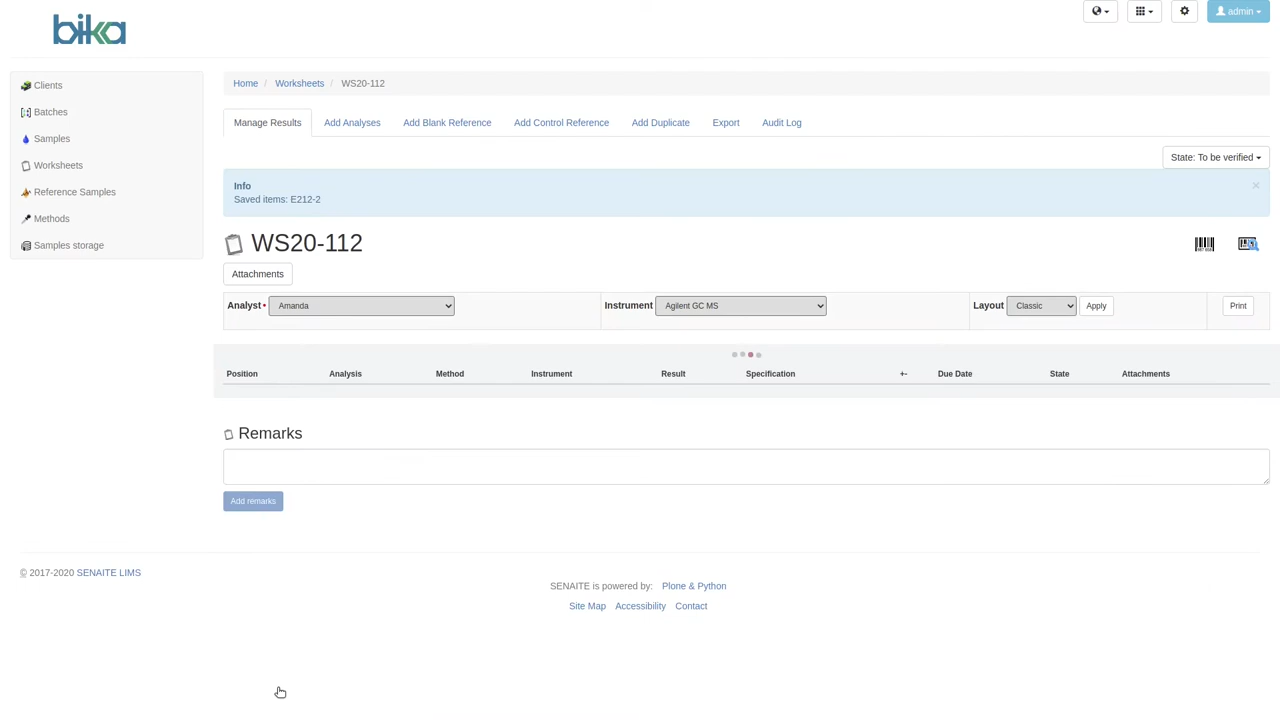 bika
admin
Clients
Batches
Samples
Worksheets
Reference Samples
Methods
Samples storage
Home / Worksheets / WS20-112
Manage Results Add Analyses Add Blank Reference Add Control Reference Add Duplicate Export Audit Log
State: To be verified
Info ×
Saved items: E212-2
WS20-112
Attachments
Analyst Amanda Instrument Agilent GC MS Layout Classic Apply Print
Position Analysis Method Instrument Result Specification +- Due Date State Attachments
Remarks
Add remarks
© 2017-2020 SENAITE LIMS
SENAITE is powered by: Plone & Python
Site Map Accessibility Contact